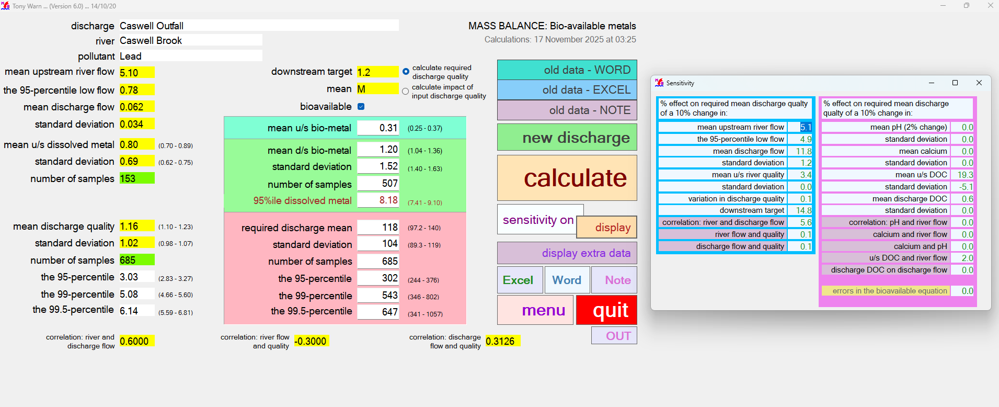 Tony Warn ... (Version 6.0) ... 14/10/20
discharge Caswell Outfall
river Caswell Brook
pollutant Lead
MASS BALANCE: Bio-available metals
Calculations: 17 November 2025 at 03:25
mean upstream river flow 5.10
the 95-percentile low flow 0.78
mean discharge flow 0.062
standard deviation 0.034
mean u/s dissolved metal 0.80 (0.70 - 0.89)
standard deviation 0.69 (0.62 - 0.75)
number of samples 153
mean discharge quality 1.16 (1.10 - 1.23)
standard deviation 1.02 (0.98 - 1.07)
number of samples 685
the 95-percentile 3.03 (2.83 - 3.27)
the 99-percentile 5.08 (4.66 - 5.60)
the 99.5-percentile 6.14 (5.59 - 6.81)
downstream target 1.2
mean M
bioavailable
calculate required
discharge quality
calculate impact of
input discharge quality
mean u/s bio-metal 0.31 (0.25 - 0.37)
mean d/s bio-metal 1.20 (1.04 - 1.36)
standard deviation 1.52 (1.40 - 1.63)
number of samples 507
95%ile dissolved metal 8.18 (7.41 - 9.10)
required discharge mean 118 (97.2 - 140)
standard deviation 104 (89.3 - 119)
number of samples 685
the 95-percentile 302 (244 - 376)
the 99-percentile 543 (346 - 802)
the 99.5-percentile 647 (341 - 1057)
correlation: river and
discharge flow 0.6000
correlation: river flow
and quality -0.3000
correlation: discharge
flow and quality 0.3126
old data - WORD
old data - EXCEL
old data - NOTE
new discharge
calculate
sensitivity on
display
display extra data
Excel Word Note
menu quit
OUT
Sensitivity
% effect on required mean discharge qualty
of a 10% change in:
mean upstream river flow 5.1
the 95-percentile low flow 4.9
mean discharge flow 11.8
standard deviation 1.2
mean u/s river quality 3.4
standard deviation 0.0
variation in discharge quality 0.1
downstream target 14.8
correlation: river and discharge flow 5.6
river flow and quality 0.1
discharge flow and quality 0.1
% effect on required mean discharge
qualty of a 10% change in:
mean pH (2% change) 0.0
standard deviation 0.0
mean calcium 0.0
standard deviation 0.0
mean u/s DOC 19.3
standard deviation -5.1
mean discharge DOC 0.6
standard deviation 0.0
correlation: pH and river flow 0.0
calcium and river flow 0.0
calcium and pH 0.0
u/s DOC and river flow 2.0
discharge DOC on discharge flow 0.0
errors in the bioavailable equation 0.0